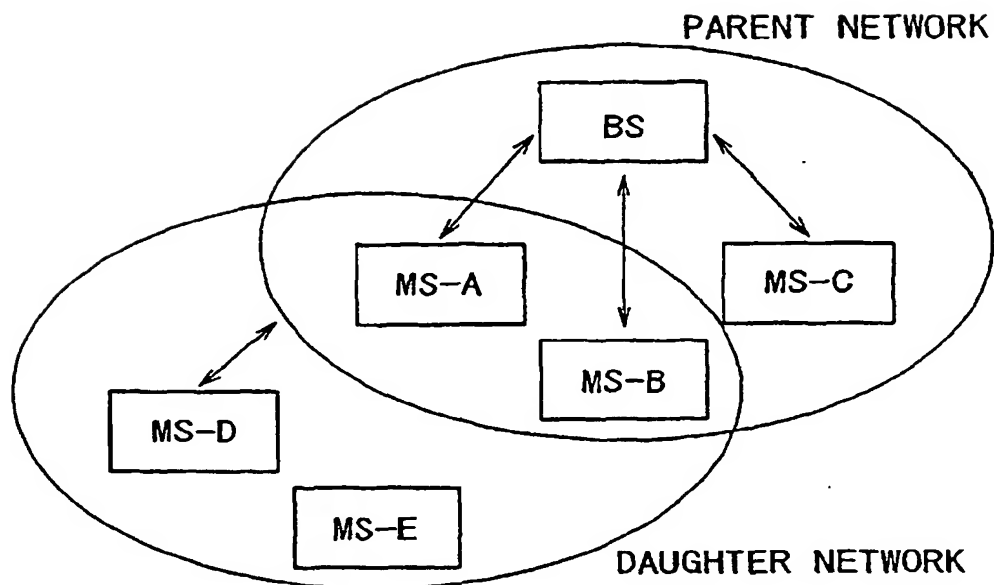 PARENT NETWORK
BS
MS-A
MS-C
MS-B
MS-D
MS-E
DAUGHTER NETWORK